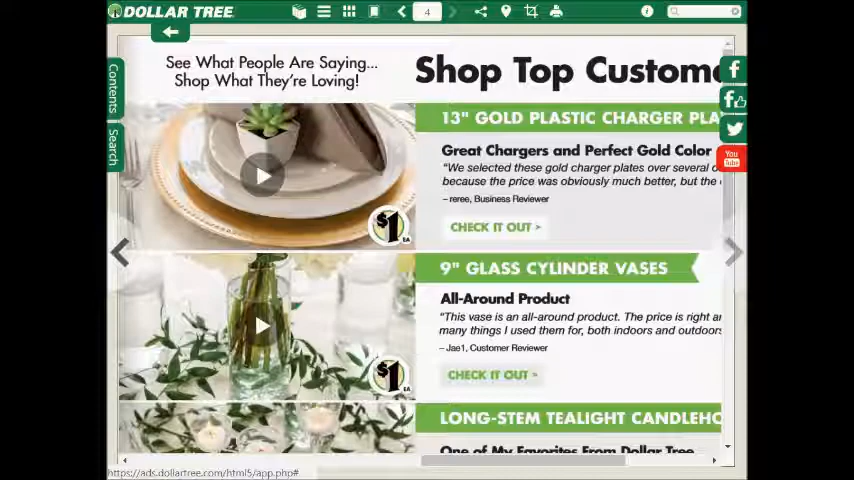 DOLLAR TREE
4
See What People Are Saying...
Shop What They're Loving!
Shop Top Custome
Contents
Search
13" GOLD PLASTIC CHARGER PLA
Great Chargers and Perfect Gold Color
"We selected these gold charger plates over several o
because the price was obviously much better, but the
– reree, Business Reviewer
CHECK IT OUT >
$1 EA
You Tube
9" GLASS CYLINDER VASES
All-Around Product
"This vase is an all-around product. The price is right an
many things I used them for, both indoors and outdoors
– Jae1, Customer Reviewer
CHECK IT OUT >
$1 EA
LONG-STEM TEALIGHT CANDLEHO
One of My Favorites From Dollar Tree
https://ads.dollartree.com/html5/app.php#